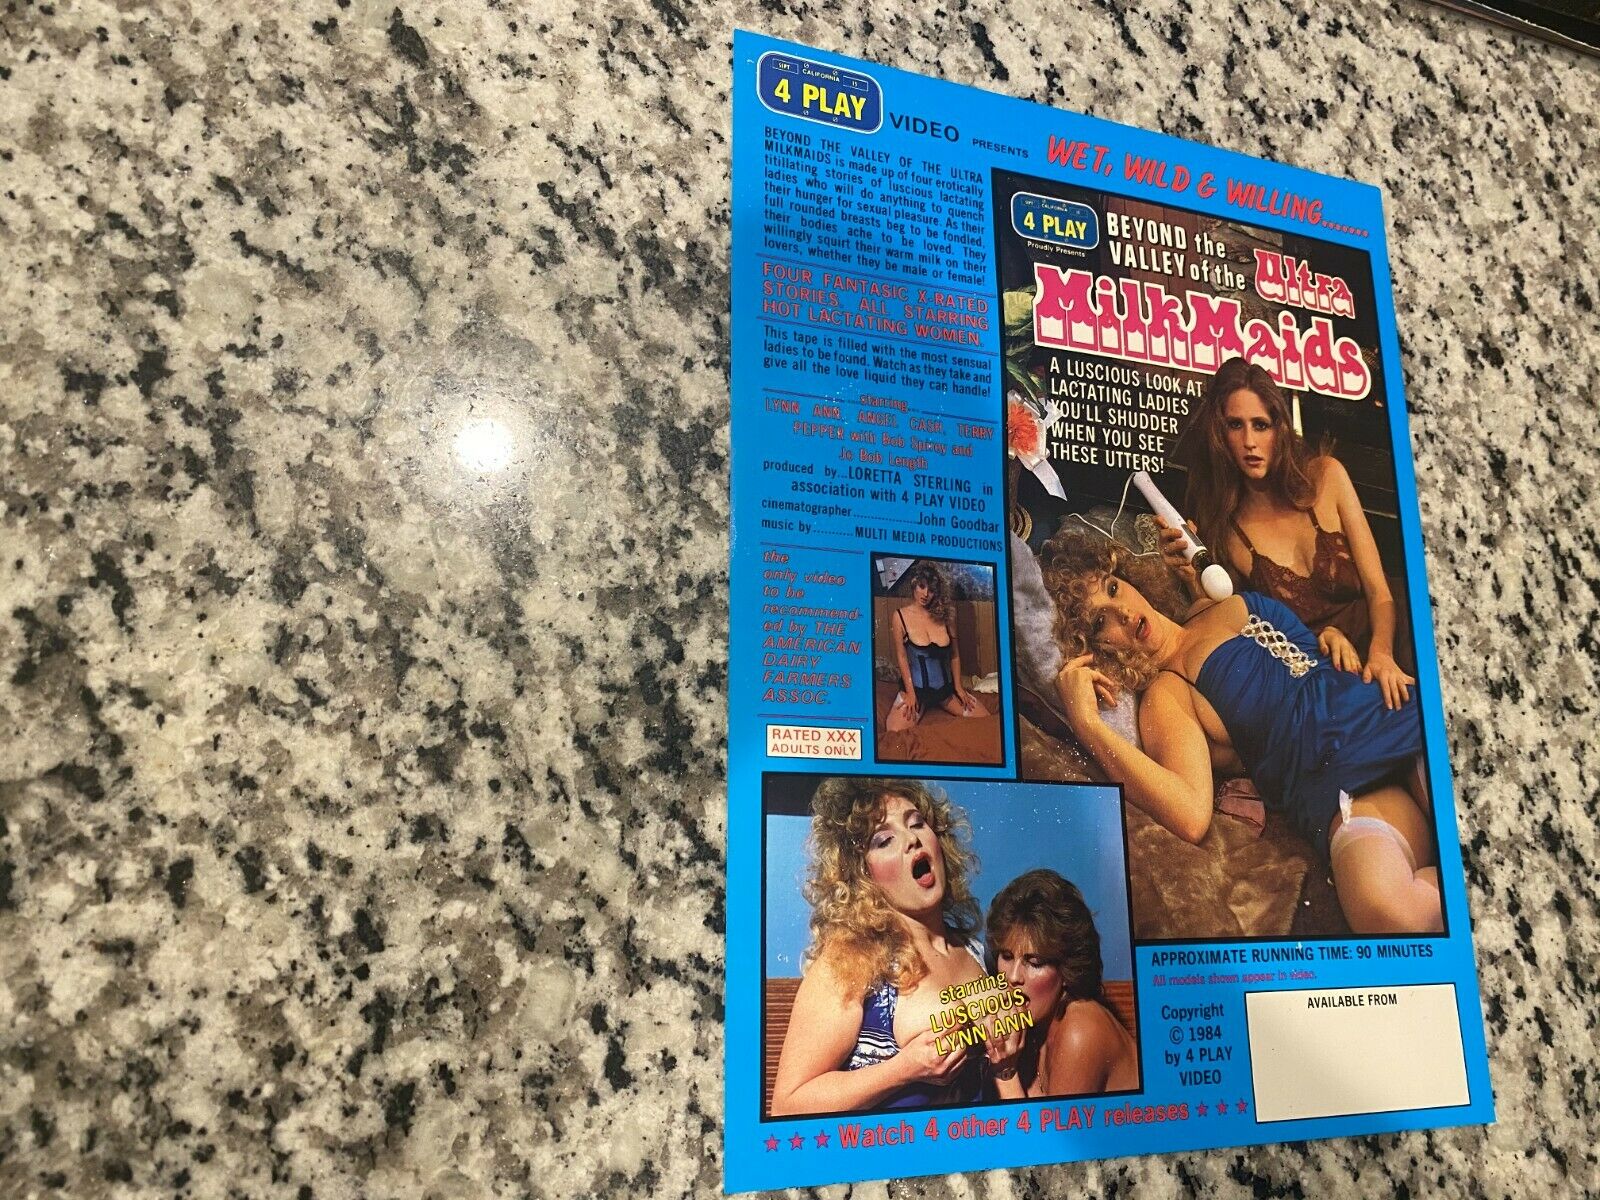 SEPT CALIFORNIA 15
4 PLAY
VIDEO
PRESENTS
WET, WILD & WILLING.......
BEYOND THE VALLEY OF THE ULTRA
MILKMAIDS is made up of four erotically
titillating stories of luscious lactating
ladies who will do anything to quench
their hunger for sexual pleasure. As their
full rounded breasts beg to be fondled,
their bodies ache to be loved. They
willingly squirt their warm milk on their
lovers, whether they be male or female!
FOUR FANTASIC X-RATED
STORIES. ALL STARRING
HOT LACTATING WOMEN.
This tape is filled with the most sensual
ladies to be found. Watch as they take and
give all the love liquid they can handle!
starring...
LYNN ANN, ANGEL CASH, TERRY
PEPPER with Bob Spirey and
Jo Bob Length
produced by...LORETTA STERLING in
association with 4 PLAY VIDEO
cinematographer..................John Goodbar
music by...........MULTI MEDIA PRODUCTIONS
the
only video
to be
recommend-
ed by THE
AMERICAN
DAIRY
FARMERS
ASSOC.
RATED XXX
ADULTS ONLY
SEPT CALIFORNIA
4 PLAY
Proudly Presents
BEYOND the
VALLEY of the
Ultra
MilkMaids
A LUSCIOUS LOOK AT
LACTATING LADIES
YOU'LL SHUDDER
WHEN YOU SEE
THESE UTTERS!
starring
LUSCIOUS
LYNN ANN
APPROXIMATE RUNNING TIME: 90 MINUTES
All models shown appear in video.
Copyright
© 1984
by 4 PLAY
VIDEO
AVAILABLE FROM
★ ★ ★ Watch 4 other 4 PLAY releases ★ ★ ★